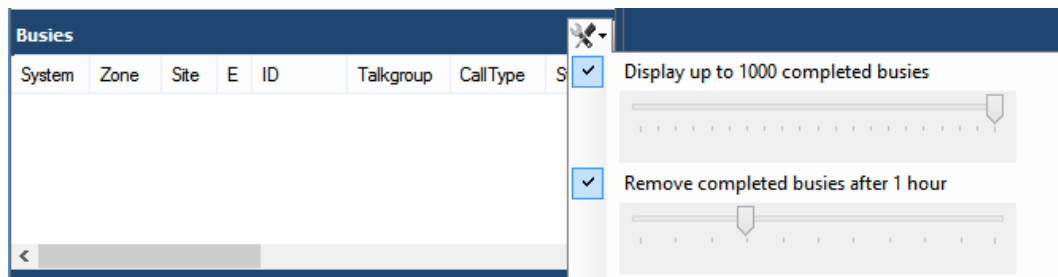 Busies
System Zone Site E ID Talkgroup CallType S
Display up to 1000 completed busies
Remove completed busies after 1 hour